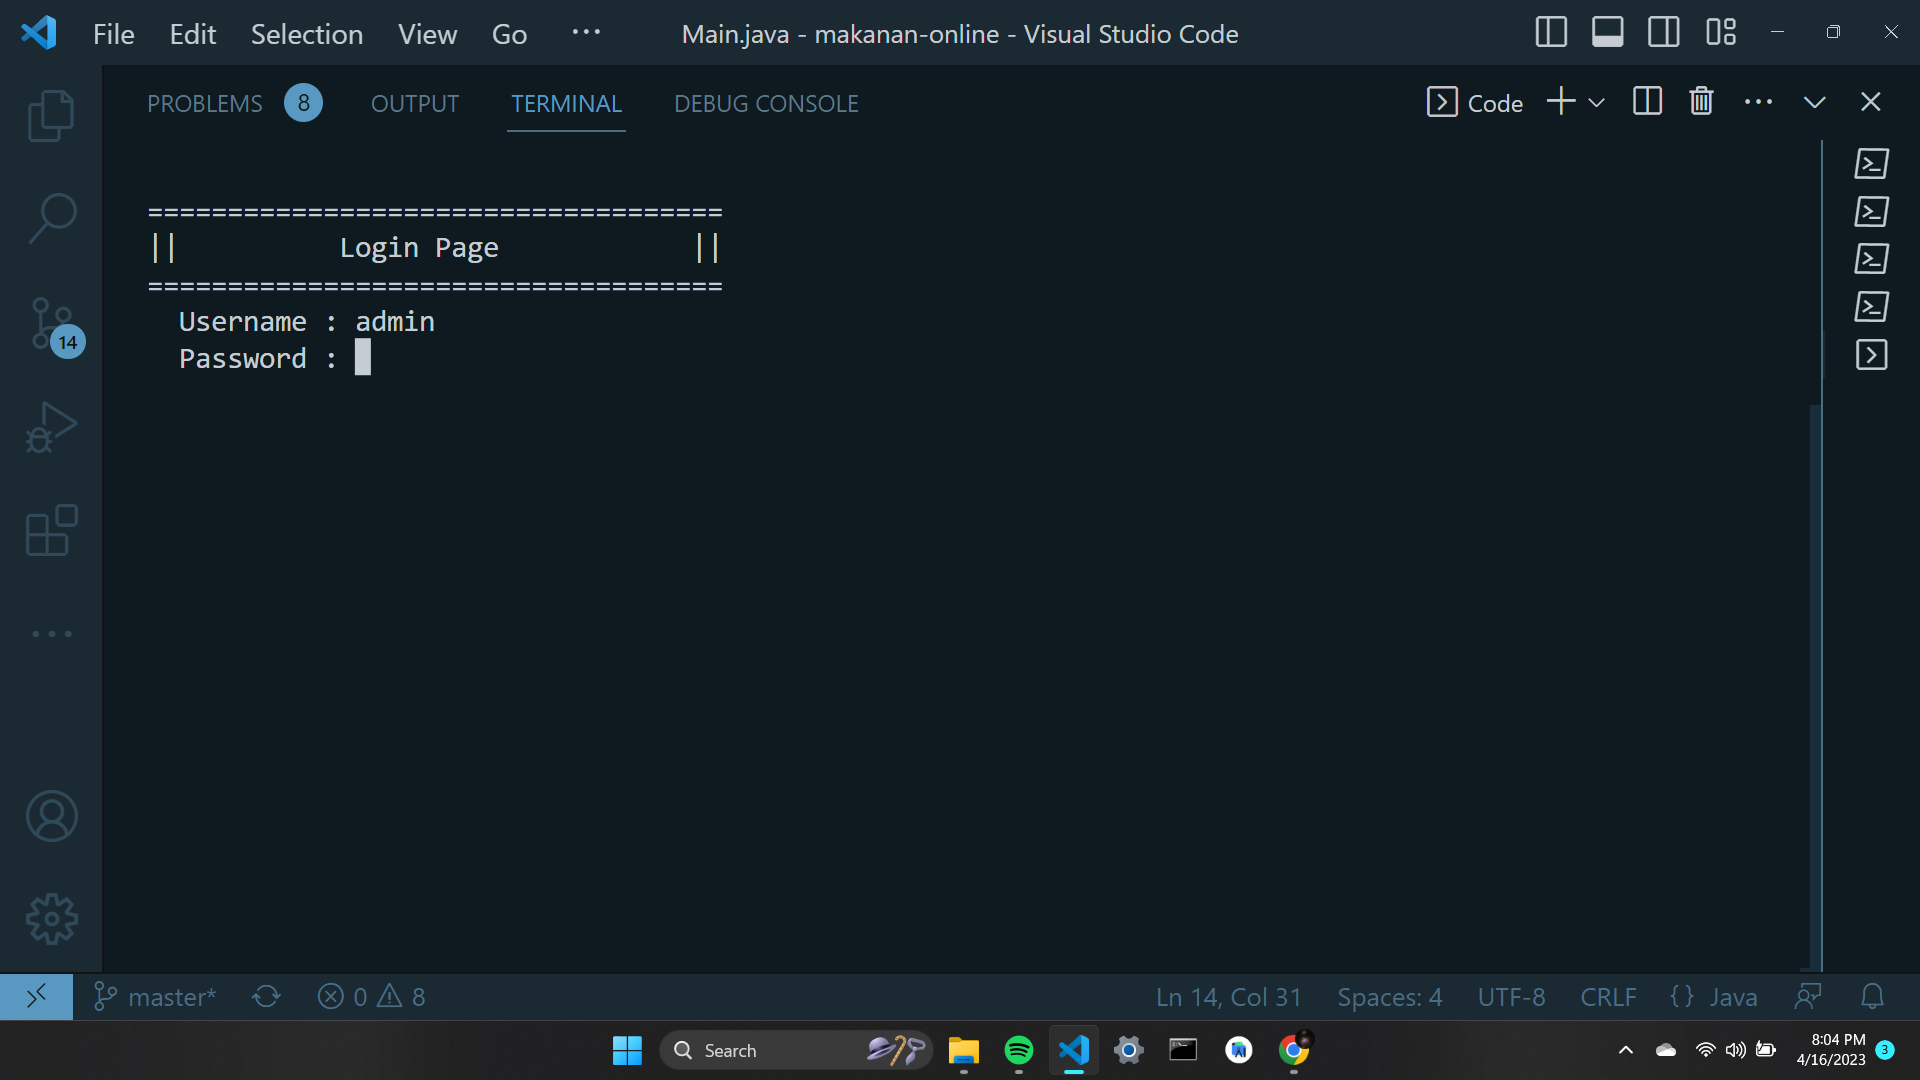 File Edit Selection View Go ··· Main.java - makanan-online - Visual Studio Code
PROBLEMS 8 OUTPUT TERMINAL DEBUG CONSOLE Code
====================================
|| Login Page ||
====================================
Username : admin
Password :
14
master* 0 8 Ln 14, Col 31 Spaces: 4 UTF-8 CRLF {} Java
Search
8:04 PM
4/16/2023 3